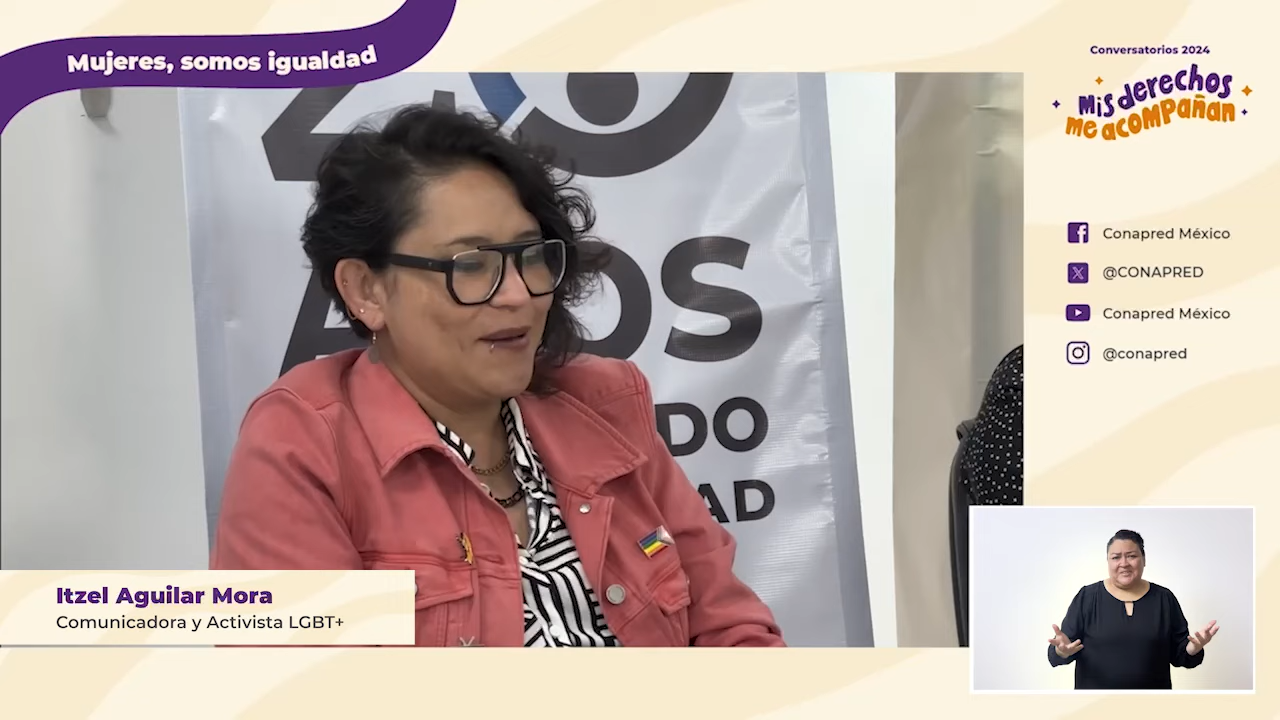 Mujeres, somos igualdad
Conversatorios 2024
Mis derechos
me acompañan
Conapred México
@CONAPRED
Conapred México
@conapred
OS
DO
AD
Itzel Aguilar Mora
Comunicadora y Activista LGBT+